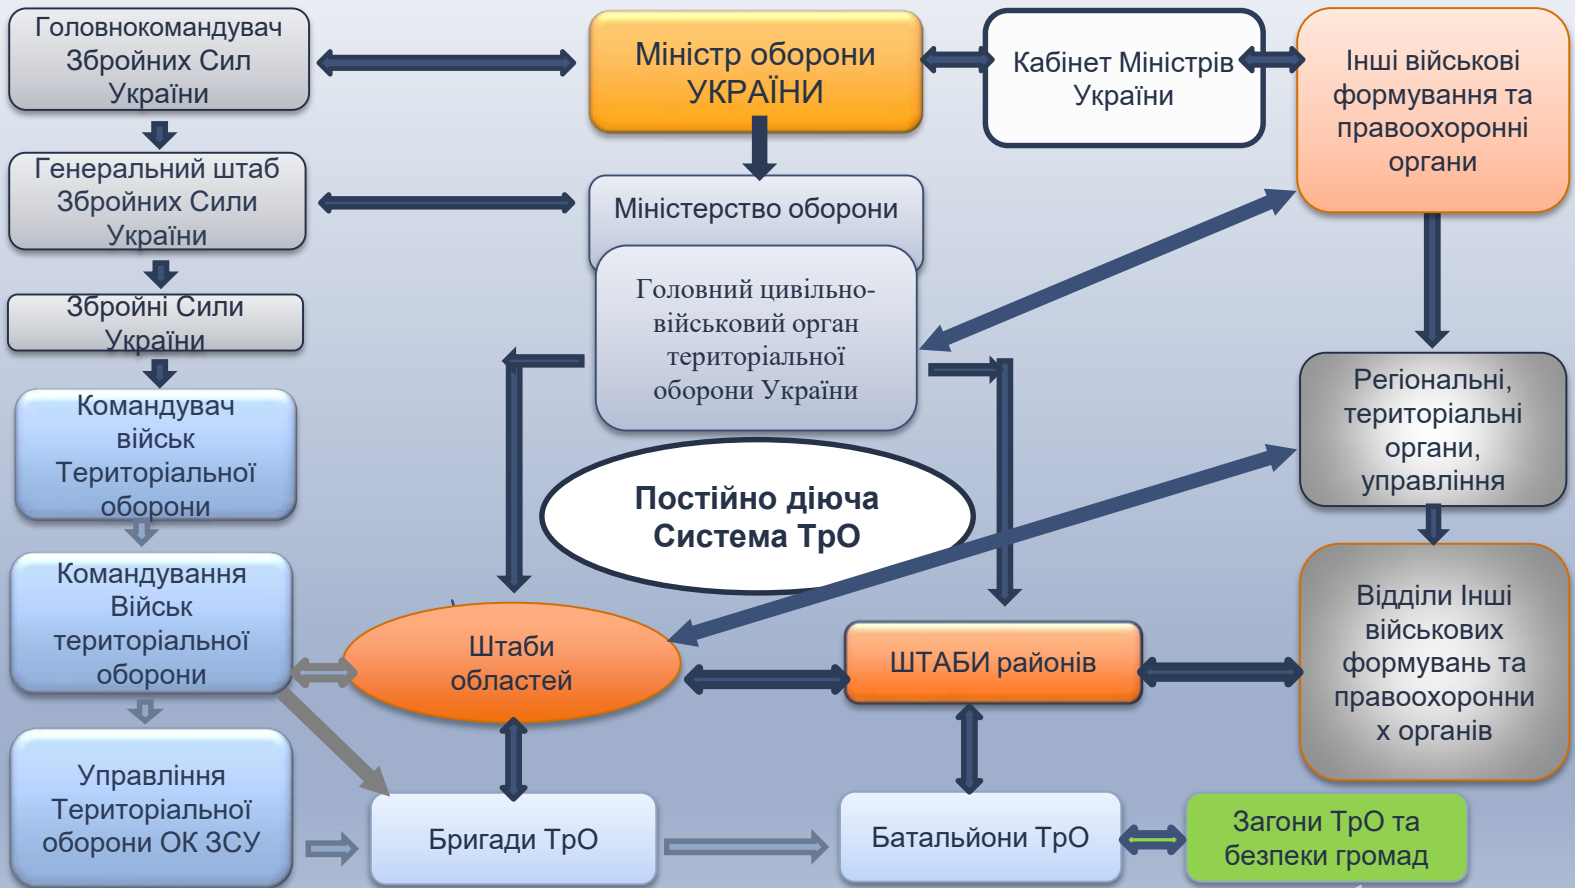 Головнокомандувач
Збройних Сил
України
Міністр оборони
УКРАЇНИ
Кабінет Міністрів
України
Інші військові
формування та
правоохоронні
органи
Генеральний штаб
Збройних Сили
України
Міністерство оборони
Головний цивільно-
військовий орган
територіальної
оборони України
Збройні Сили
України
Командувач
військ
Територіальної
оборони
Регіональні,
територіальні
органи,
управління
Постійно діюча
Система ТрО
Командування
Військ
територіальної
оборони
Штаби
областей
ШТАБИ районів
Відділи Інші
військових
формувань та
правоохоронни
х органів
Управління
Територіальної
оборони ОК ЗСУ
Бригади ТрО
Батальйони ТрО
Загони ТрО та
безпеки громад